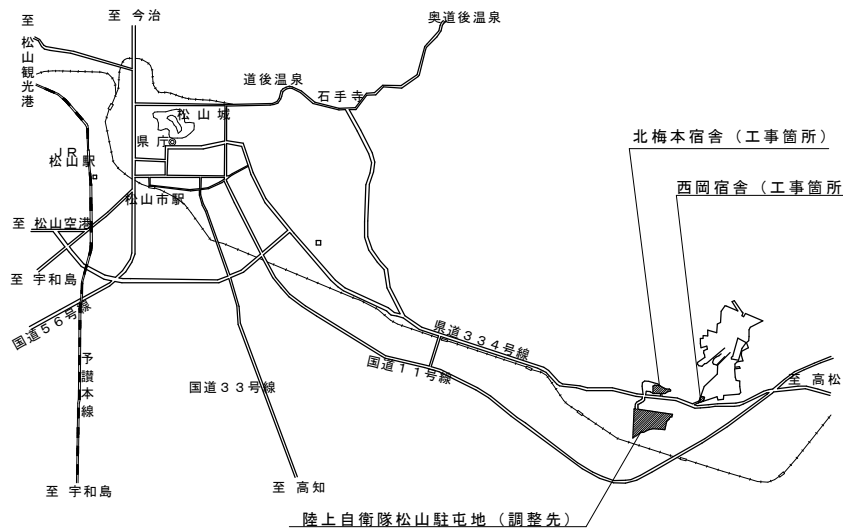 至 今治
至
松山観光港
奥道後温泉
道後温泉
石手寺
松山城
県庁
北梅本宿舎（工事箇所）
JR
松山駅
西岡宿舎（工事箇所
松山市駅
至 松山空港
至 宇和島
国道５６号線
県道３３４号線
予讃本線
国道３３号線
国道１１号線
至 高松
至 宇和島
至 高知
陸上自衛隊松山駐屯地（調整先）